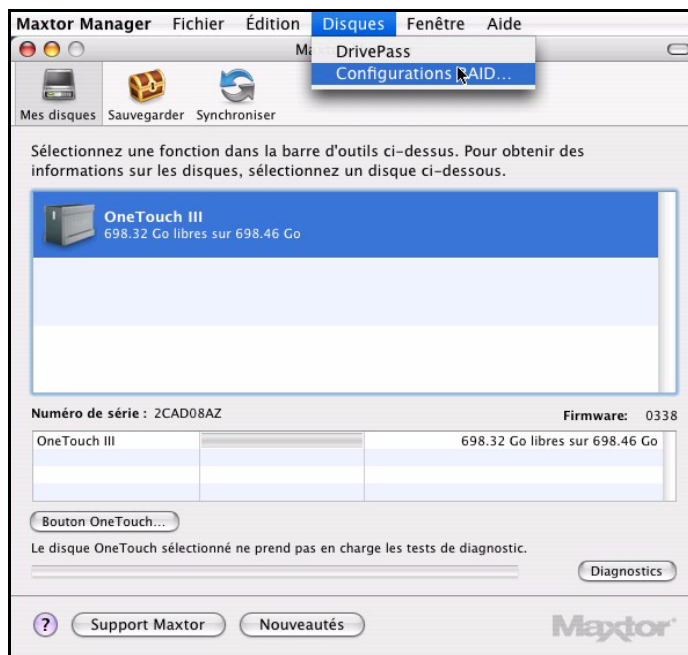 Maxtor Manager Fichier Édition Disques Fenêtre Aide
DrivePass
Configurations RAID...
Mes disques Sauvegarder Synchroniser
Sélectionnez une fonction dans la barre d'outils ci-dessus. Pour obtenir des
informations sur les disques, sélectionnez un disque ci-dessous.
OneTouch III
698.32 Go libres sur 698.46 Go
Numéro de série : 2CAD08AZ Firmware: 0338
OneTouch III 698.32 Go libres sur 698.46 Go
Bouton OneTouch...
Le disque OneTouch sélectionné ne prend pas en charge les tests de diagnostic.
Diagnostics
? Support Maxtor Nouveautés Maxtor